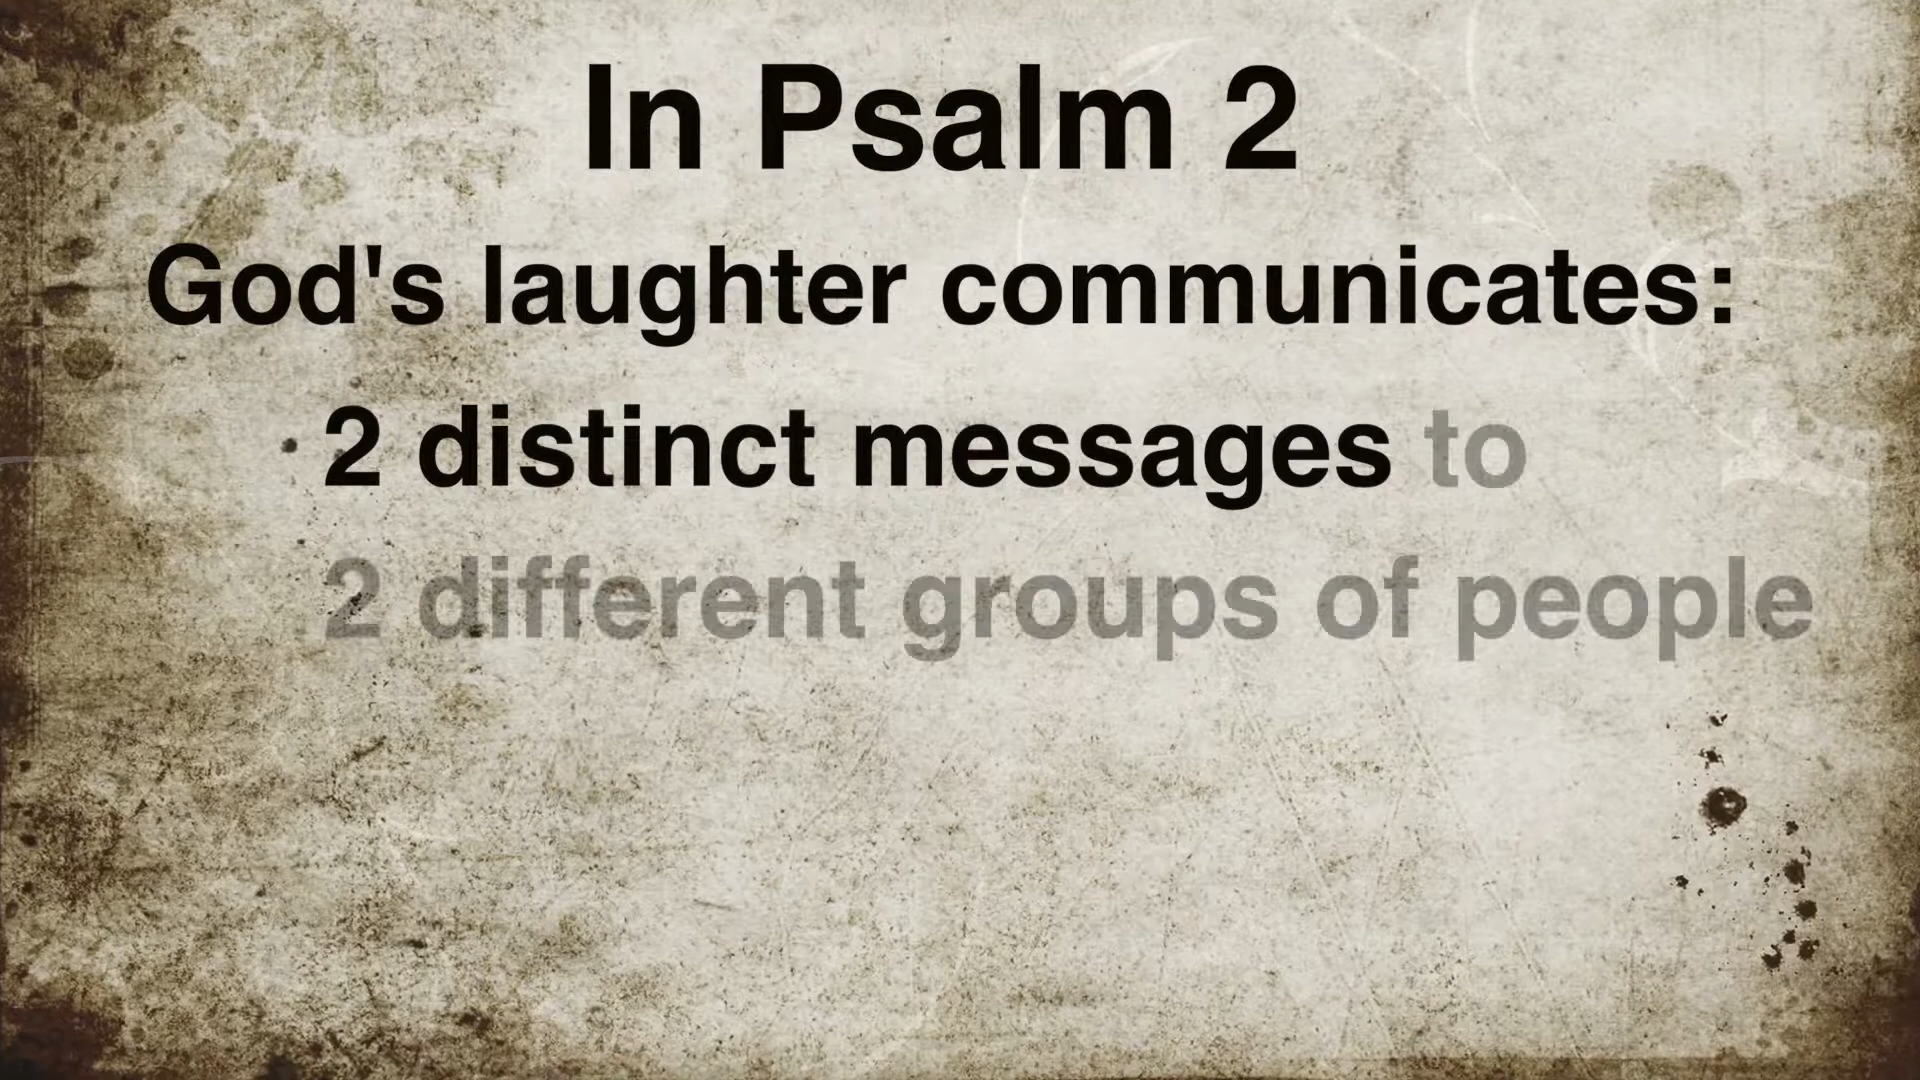 In Psalm 2
God's laughter communicates:
2 distinct messages to
2 different groups of people